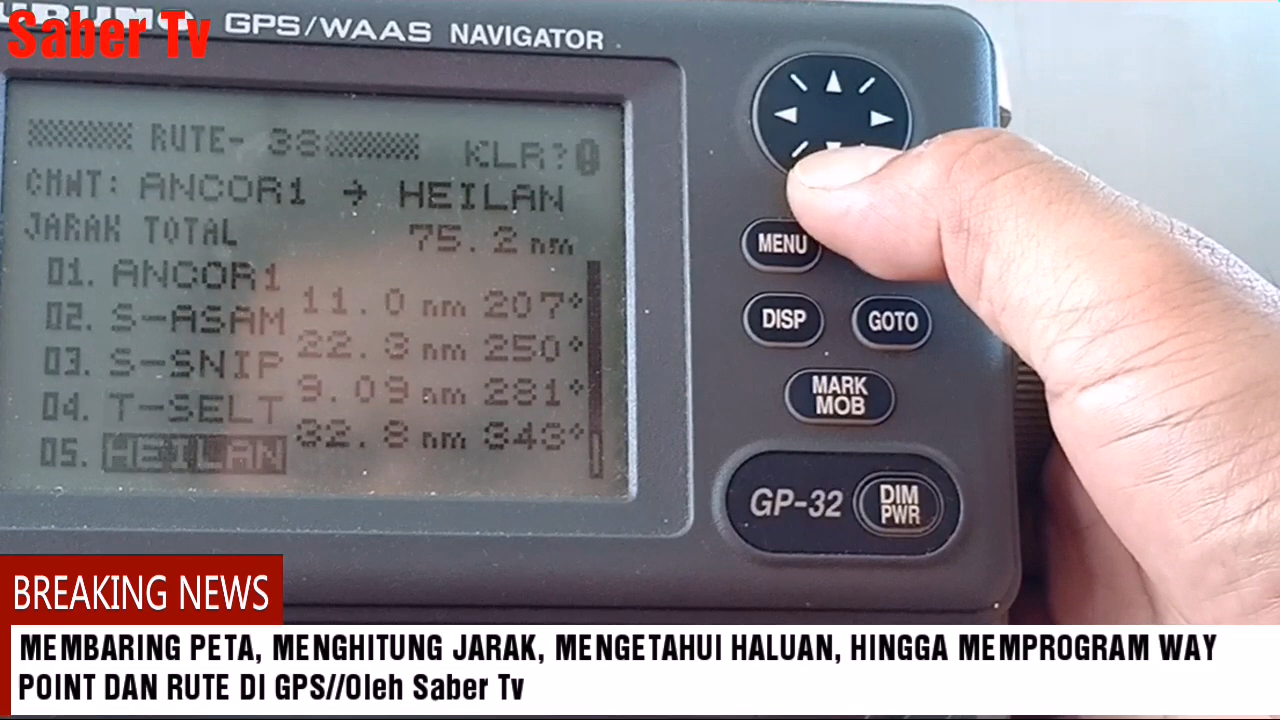 Saber Tv
GPS/WAAS NAVIGATOR
RUTE- 38 KLR?
CMWT: ANCOR1 → HEILAN
JARAK TOTAL 75.2 nm
01. ANCOR1
11.0 nm 207°
02. S-ASAM
22.3 nm 250°
03. S-SNIP
9.09 nm 281°
04. T-SELT
32.8 nm 343°
05. HEILAN
MENU
DISP
GOTO
MARK
MOB
GP-32
DIM
PWR
BREAKING NEWS
MEMBARING PETA, MENGHITUNG JARAK, MENGETAHUI HALUAN, HINGGA MEMPROGRAM WAY
POINT DAN RUTE DI GPS//Oleh Saber Tv